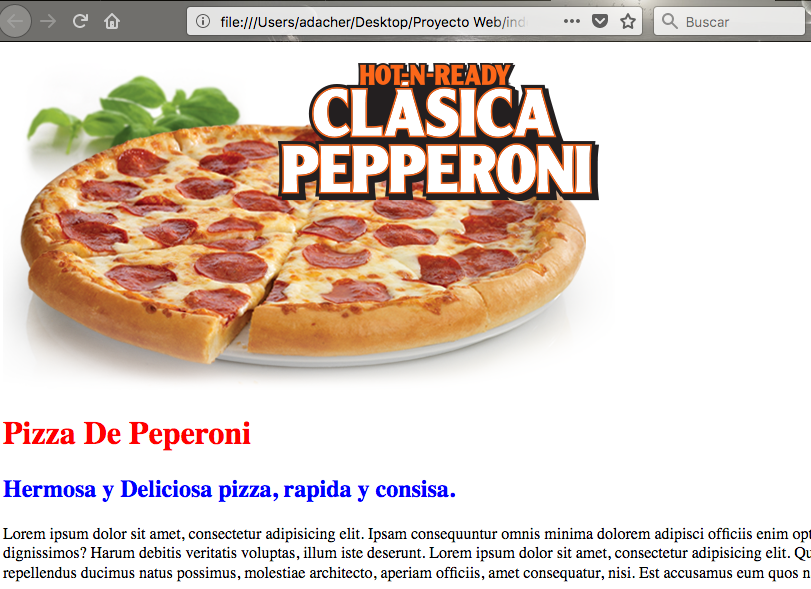 file:///Users/adacher/Desktop/Proyecto Web/ind
Buscar
HOT-N-READY
CLÁSICA
PEPPERONI
Pizza De Peperoni
Hermosa y Deliciosa pizza, rapida y consisa.
Lorem ipsum dolor sit amet, consectetur adipisicing elit. Ipsam consequuntur omnis minima dolorem adipisci officiis enim opt
dignissimos? Harum debitis veritatis voluptas, illum iste deserunt. Lorem ipsum dolor sit amet, consectetur adipisicing elit. Qu
repellendus ducimus natus possimus, molestiae architecto, aperiam officiis, amet consequatur, nisi. Est accusamus eum quos n